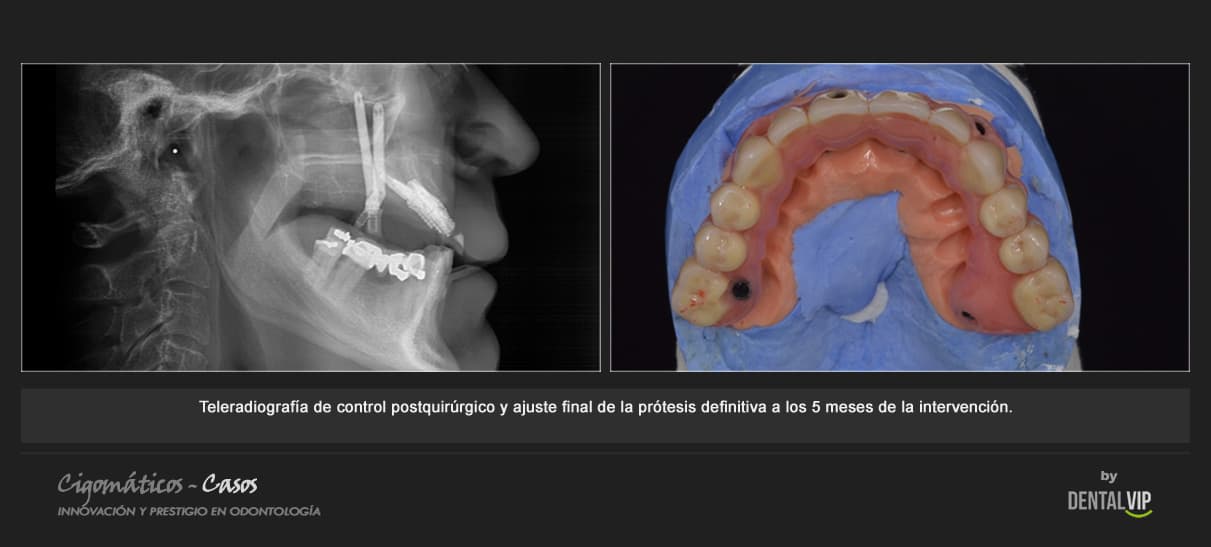 Teleradiografía de control postquirúrgico y ajuste final de la prótesis definitiva a los 5 meses de la intervención.
Cigomáticos - Casos
INNOVACIÓN Y PRESTIGIO EN ODONTOLOGÍA
by
DENTALVIP